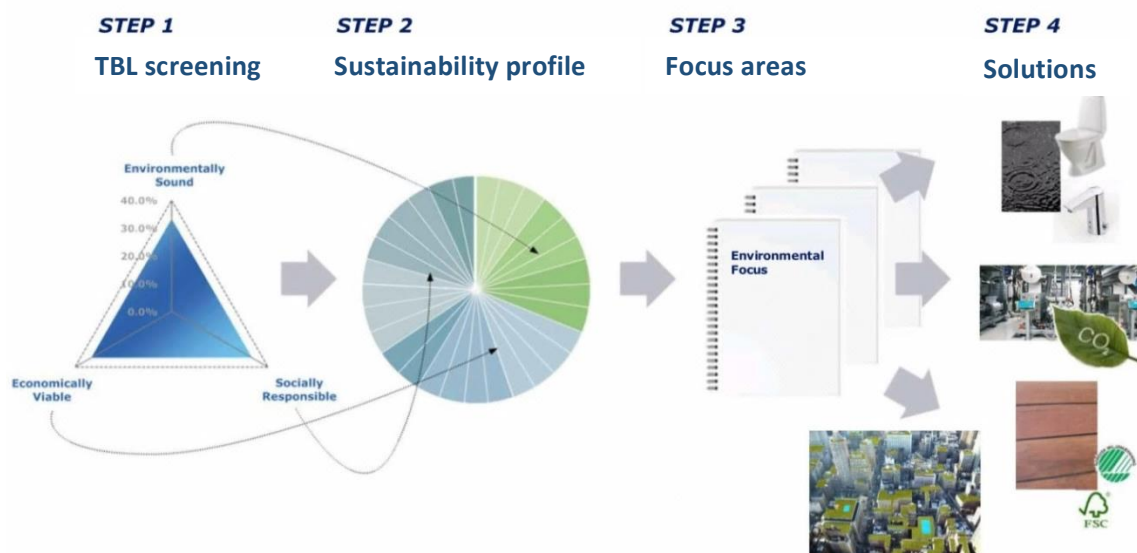 STEP 1
TBL screening
STEP 2
Sustainability profile
STEP 3
Focus areas
STEP 4
Solutions
Environmentally
Sound
40.0%
30.0%
20.0%
10.0%
0.0%
Economically
Viable
Socially
Responsible
Environmental
Focus
CO₂
FSC